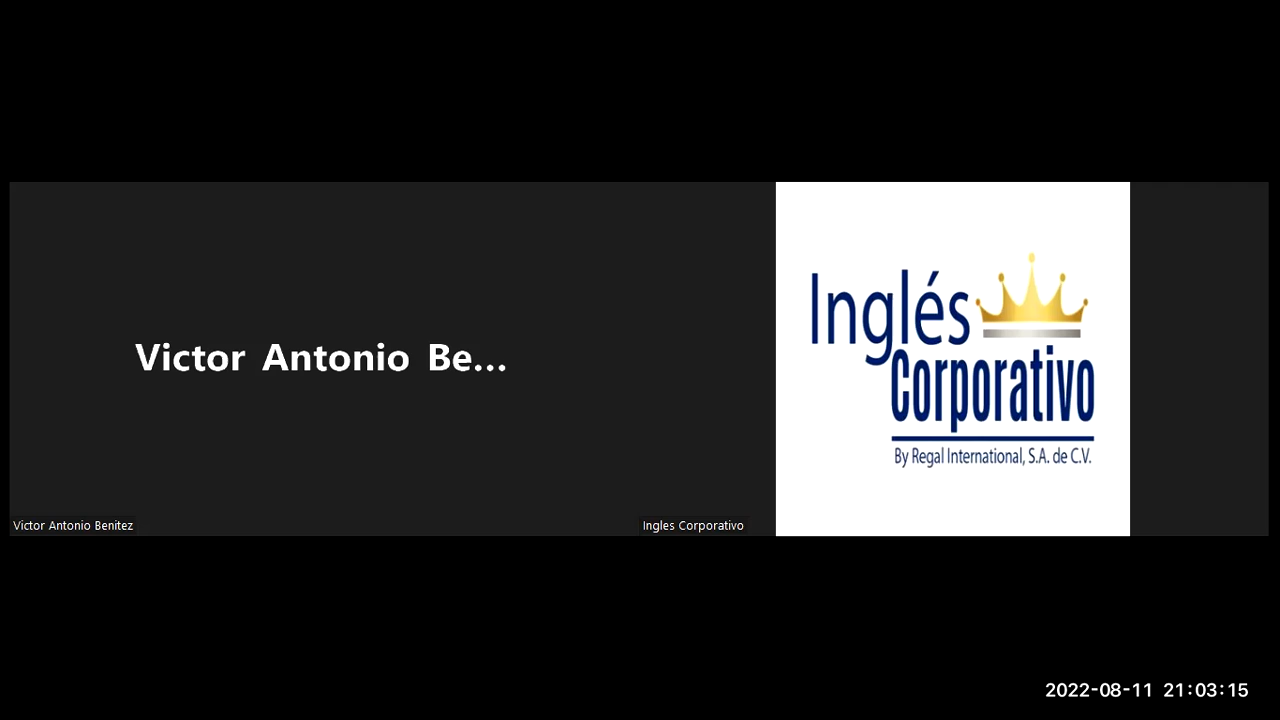 Victor Antonio Be...
Victor Antonio Benitez
Inglés
Corporativo
By Regal International, S.A. de C.V.
Ingles Corporativo
2022-08-11 21:03:15